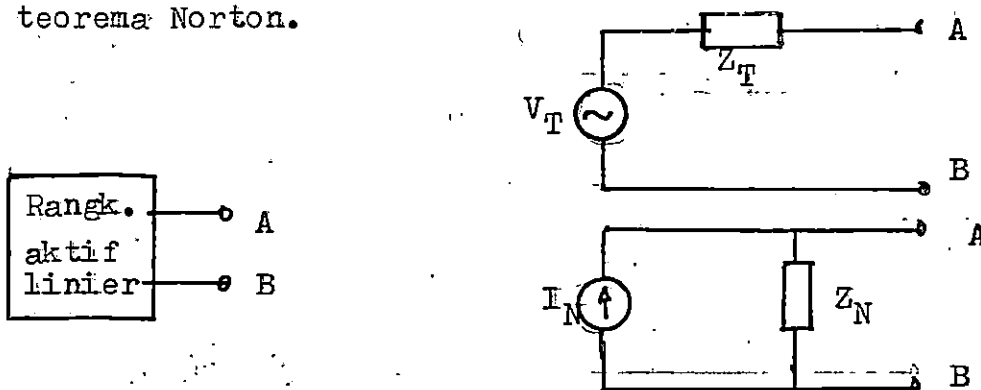 teorema Norton.
A
Z_T
V_T
B
Rangk.
aktif
linier
A
B
A
I_N
Z_N
B